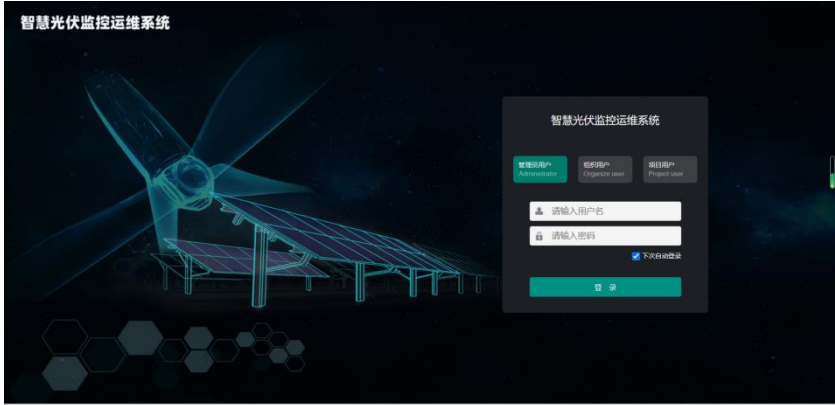 智慧光伏监控运维系统
智慧光伏监控运维系统
管理员用户
Administrator
组织用户
Organize user
项目用户
Project user
请输入用户名
请输入密码
下次自动登录
登 录